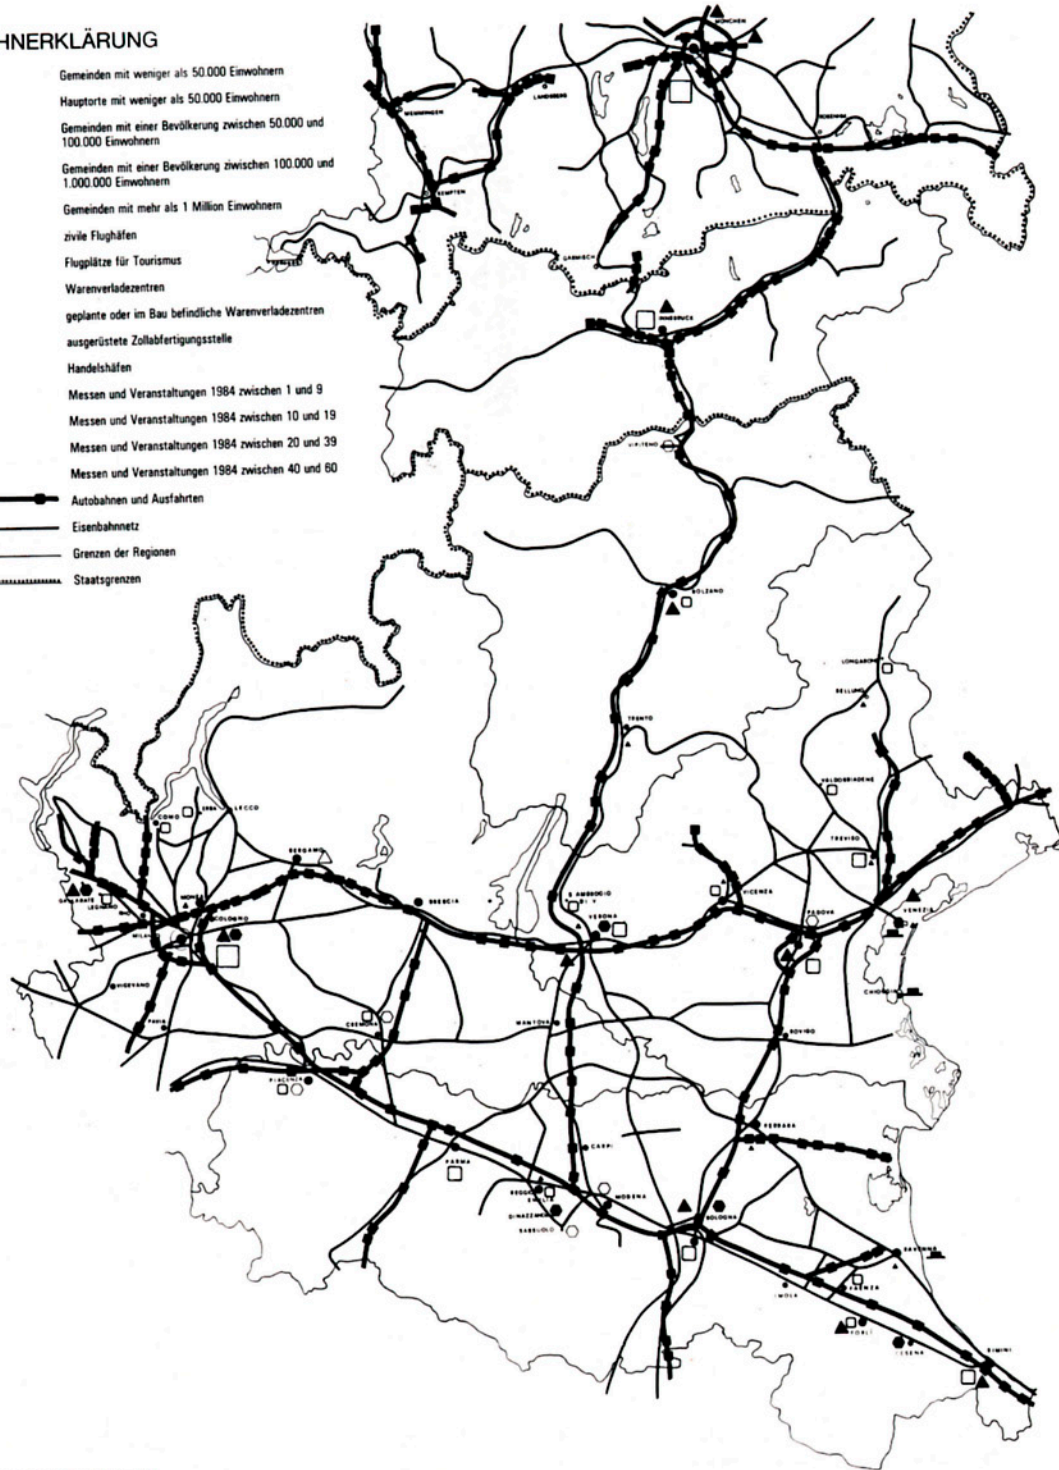 HNERKLÄRUNG
Gemeinden mit weniger als 50.000 Einwohnern
Hauptorte mit weniger als 50.000 Einwohnern
Gemeinden mit einer Bevölkerung zwischen 50.000 und
100.000 Einwohnern
Gemeinden mit einer Bevölkerung ziwischen 100.000 und
1.000.000 Einwohnern
Gemeinden mit mehr als 1 Million Einwohnern
zivile Flughäfen
Flugplätze für Tourismus
Warenverladezentren
geplante oder im Bau befindliche Warenverladezentren
ausgerüstete Zollabfertigungsstelle
Handelshäfen
Messen und Veranstaltungen 1984 zwischen 1 und 9
Messen und Veranstaltungen 1984 zwischen 10 und 19
Messen und Veranstaltungen 1984 zwischen 20 und 39
Messen und Veranstaltungen 1984 zwischen 40 und 60
Autobahnen und Ausfahrten
Eisenbahnnetz
Grenzen der Regionen
Staatsgrenzen
MÜNCHEN
LANDSBERG
MEMMINGEN
ROSENHEIM
KEMPTEN
GARMISCH
INNSBRUCK
VIPITENO
BOLZANO
LONGARONE
BELLUNO
TRENTO
VALDOBBIADENE
COMO
ERBA
LECCO
TREVISO
BERGAMO
GALLARATE
LEGNANO
RHO
MONZA
COLOGNO
MILANO
BRESCIA
S AMBROGIO
DI V
VERONA
VICENZA
PADOVA
VENEZIA
VIGEVANO
PAVIA
CREMONA
MANTOVA
CHIOGGIA
ROVIGO
PIACENZA
FERRARA
CARPI
PARMA
REGGIO
EMILIA
MODENA
DINAZZANO
SASSUOLO
BOLOGNA
RAVENNA
IMOLA
FAENZA
FORLÌ
CESENA
RIMINI